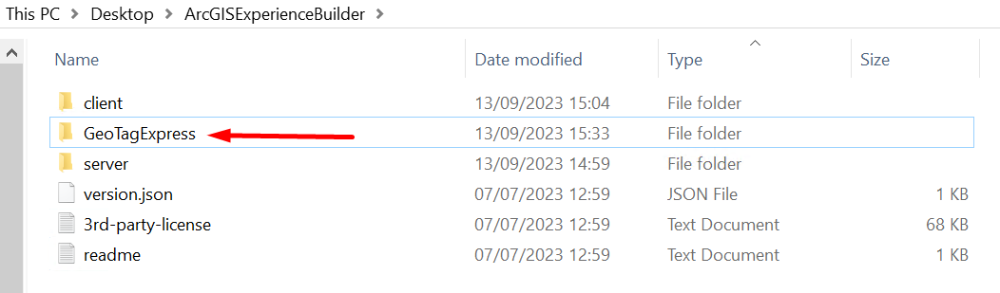 This PC > Desktop > ArcGISExperienceBuilder >
Name Date modified Type Size
client 13/09/2023 15:04 File folder
GeoTagExpress 13/09/2023 15:33 File folder
server 13/09/2023 14:59 File folder
version.json 07/07/2023 12:59 JSON File 1 KB
3rd-party-license 07/07/2023 12:59 Text Document 68 KB
readme 07/07/2023 12:59 Text Document 1 KB